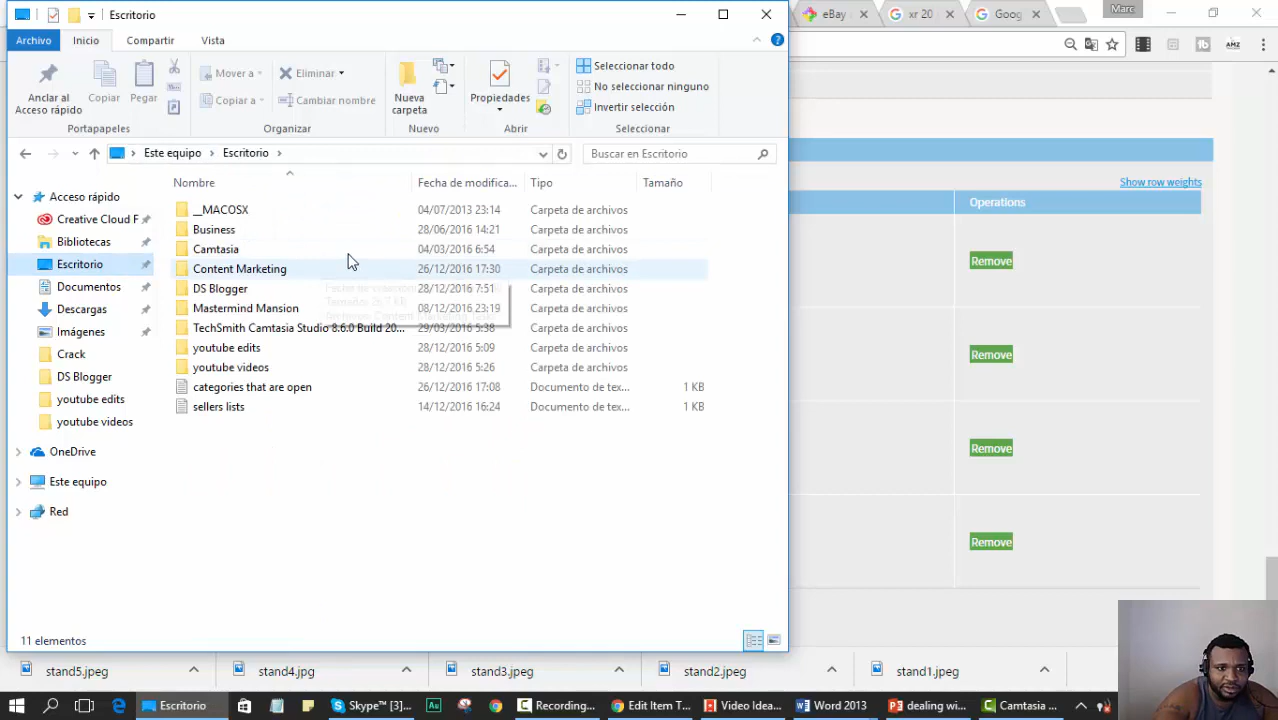 Escritorio
eBay
xr 20
Goog
Marc
Archivo Inicio Compartir Vista
Anclar al
Acceso rápido
Copiar
Pegar
Mover a
Copiar a
Eliminar
Cambiar nombre
Nueva
carpeta
Propiedades
Seleccionar todo
No seleccionar ninguno
Invertir selección
Portapapeles Organizar Nuevo Abrir Seleccionar
Este equipo > Escritorio >
Buscar en Escritorio
Nombre Fecha de modifica... Tipo Tamaño
Acceso rápido
Creative Cloud F
Bibliotecas
Escritorio
Documentos
Descargas
Imágenes
Crack
DS Blogger
youtube edits
youtube videos
OneDrive
Este equipo
Red
__MACOSX 04/07/2013 23:14 Carpeta de archivos
Business 28/06/2016 14:21 Carpeta de archivos
Camtasia 04/03/2016 6:54 Carpeta de archivos
Content Marketing 26/12/2016 17:30 Carpeta de archivos
DS Blogger 28/12/2016 7:51 Carpeta de archivos
Mastermind Mansion 08/12/2016 23:19 Carpeta de archivos
TechSmith Camtasia Studio 8.6.0 Build 20... 29/03/2016 5:38 Carpeta de archivos
youtube edits 28/12/2016 5:09 Carpeta de archivos
youtube videos 28/12/2016 5:26 Carpeta de archivos
categories that are open 26/12/2016 17:08 Documento de tex... 1 KB
sellers lists 14/12/2016 16:24 Documento de tex... 1 KB
11 elementos
Show row weights
Operations
Remove
Remove
Remove
Remove
stand5.jpeg stand4.jpg stand3.jpeg stand2.jpeg stand1.jpeg
Escritorio Skype™ [3]... Recording... Edit Item T... Video Idea... Word 2013 dealing wi... Camtasia ...